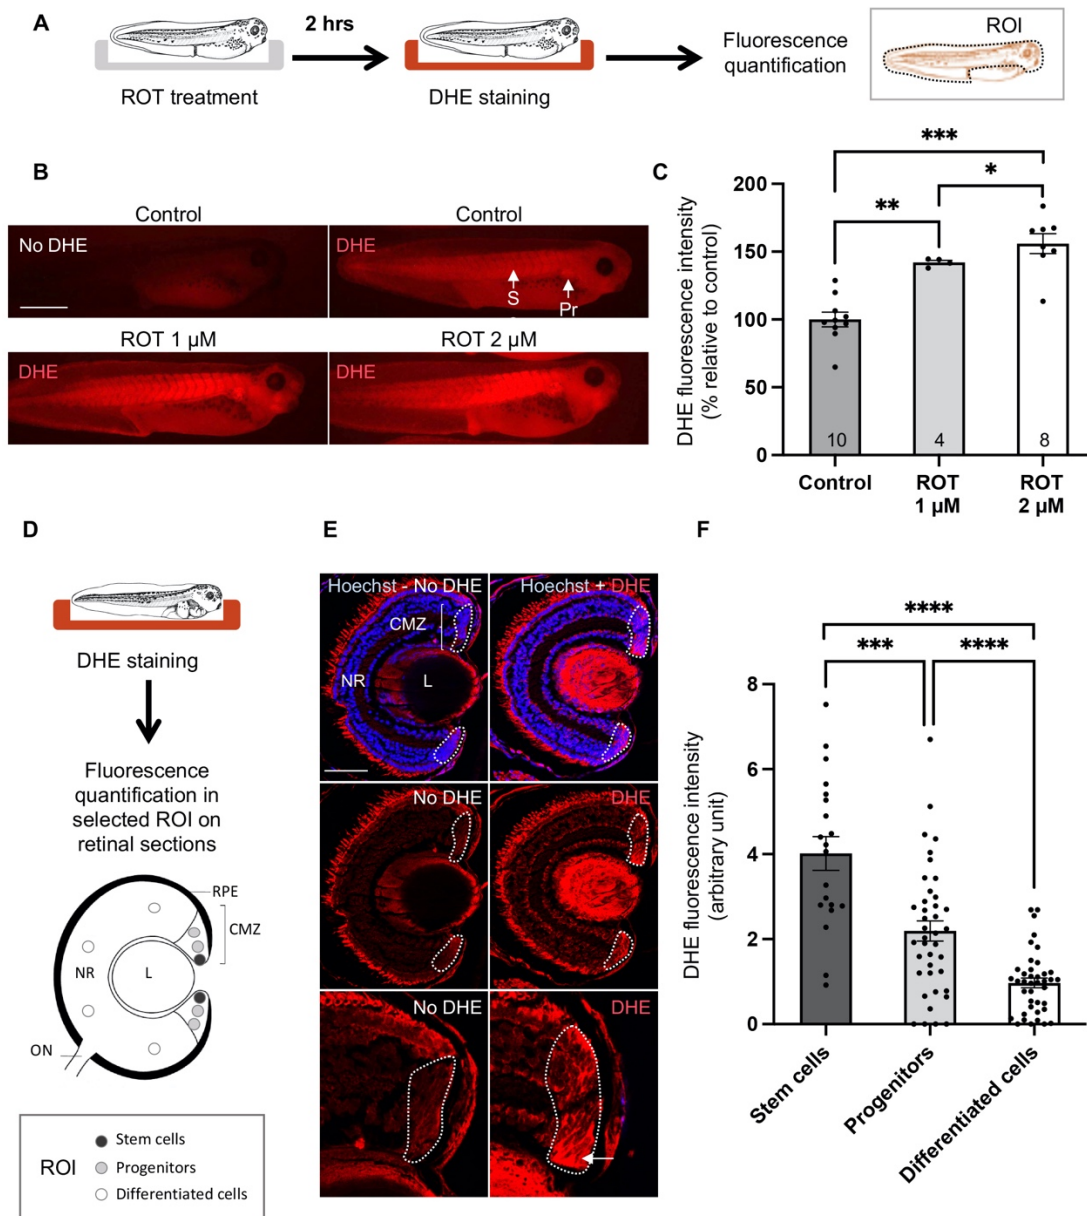 A
2 hrs
ROT treatment
DHE staining
Fluorescence
quantification
ROI
B
Control
Control
No DHE
DHE
S
Pr
ROT 1 µM
ROT 2 µM
DHE
DHE
C
DHE fluorescence intensity
(% relative to control)
***
**
*
200
150
100
50
0
10
4
8
Control
ROT
1 µM
ROT
2 µM
D
DHE staining
Fluorescence
quantification in
selected ROI on
retinal sections
RPE
CMZ
NR
L
ON
ROI
Stem cells
Progenitors
Differentiated cells
E
Hoechst - No DHE
Hoechst + DHE
CMZ
NR
L
No DHE
DHE
No DHE
DHE
F
DHE fluorescence intensity
(arbitrary unit)
****
***
****
8
6
4
2
0
Stem cells
Progenitors
Differentiated cells